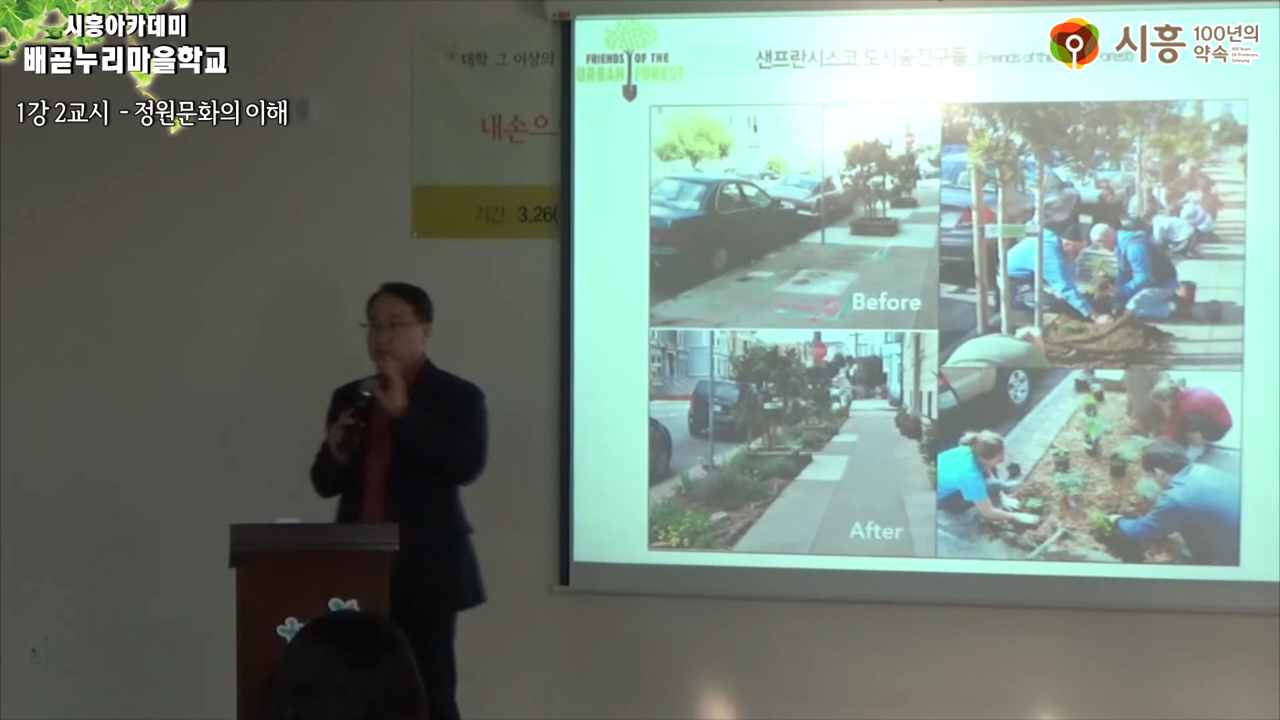 시흥아카데미
배곧누리마을학교
1강 2교시 - 정원문화의 이해
시흥 100년의 약속
대학 그 이상의
내손으
기간 3.26(
FRIENDS OF THE
URBAN FOREST
샌프란시스코 도시숲친구들 (Friends of the
Before
After